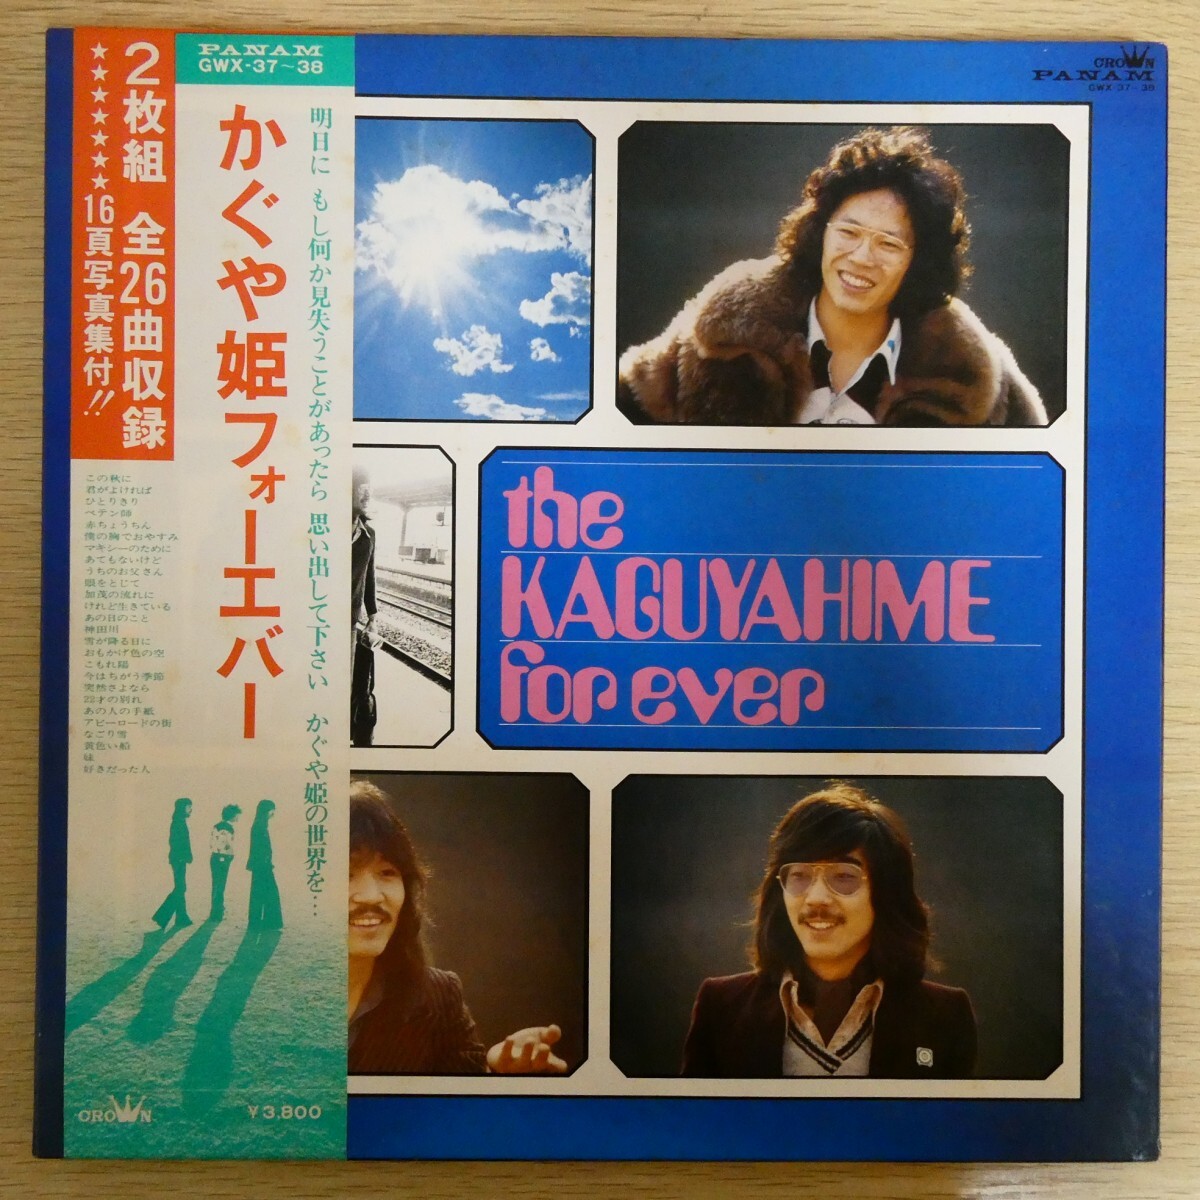 PANAM
GWX-37~38
2枚組 全26曲収録
★★★★★★★16頁写真集付!!
かぐや姫フォーエバー
明日に もし何か見失うことがあったら 思い出して下さい かぐや姫の世界を…
この秋に
君がよければ
ひとりきり
ペテン師
赤ちょうちん
僕の胸でおやすみ
マキシーのために
あてもないけど
うちのお父さん
眼をとじて
加茂の流れに
けれど生きている
あの日のこと
神田川
雪が降る日に
おもかげ色の空
こもれ陽
今はちがう季節
突然さよなら
22才の別れ
あの人の手紙
アビーロードの街
なごり雪
黄色い船
妹
好きだった人
CROWN
¥3,800
CROWN
PANAM
GWX-37~38
the
KAGUYAHIME
for ever